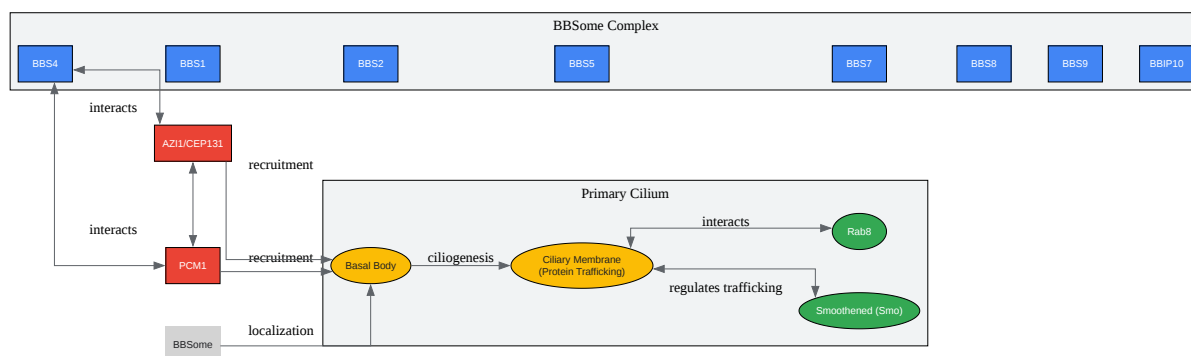 BBSome Complex
BBS4
BBS1
BBS2
BBS5
BBS7
BBS8
BBS9
BBIP10
interacts
AZI1/CEP131
recruitment
Primary Cilium
interacts
Rab8
interacts
PCM1
recruitment
Basal Body
ciliogenesis
Ciliary Membrane
(Protein Trafficking)
regulates trafficking
Smoothened (Smo)
localization
BBSome